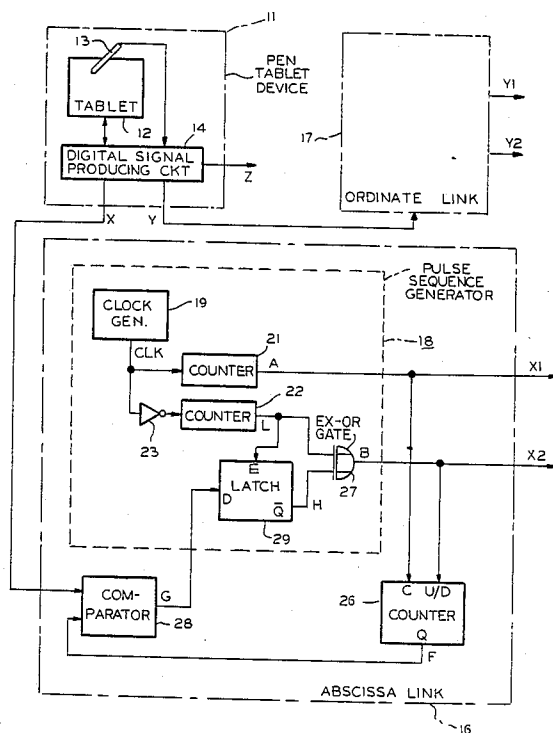 11
13
PEN
TABLET
DEVICE
TABLET
12
14
DIGITAL SIGNAL
PRODUCING CKT
Z
X
Y
17
Y1
Y2
ORDINATE LINK
PULSE
SEQUENCE
GENERATOR
18
CLOCK
GEN.
19
CLK
21
COUNTER
A
X1
22
COUNTER
L
23
EX-OR
GATE
B
X2
27
E
LATCH
D
Q̅
H
29
COM-
PARATOR
G
28
26
C U/D
COUNTER
Q
F
ABSCISSA LINK
16